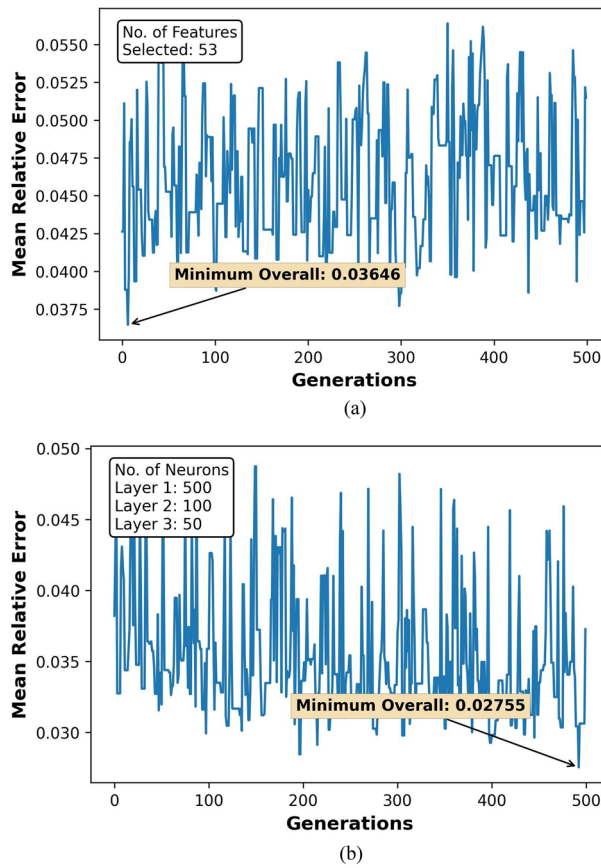 No. of Features
Selected: 53
0.0550
0.0525
0.0500
0.0475
0.0450
0.0425
0.0400
0.0375
Mean Relative Error
Minimum Overall: 0.03646
0 100 200 300 400 500
Generations
(a)
No. of Neurons
Layer 1: 500
Layer 2: 100
Layer 3: 50
0.050
0.045
0.040
0.035
0.030
Mean Relative Error
Minimum Overall: 0.02755
0 100 200 300 400 500
Generations
(b)